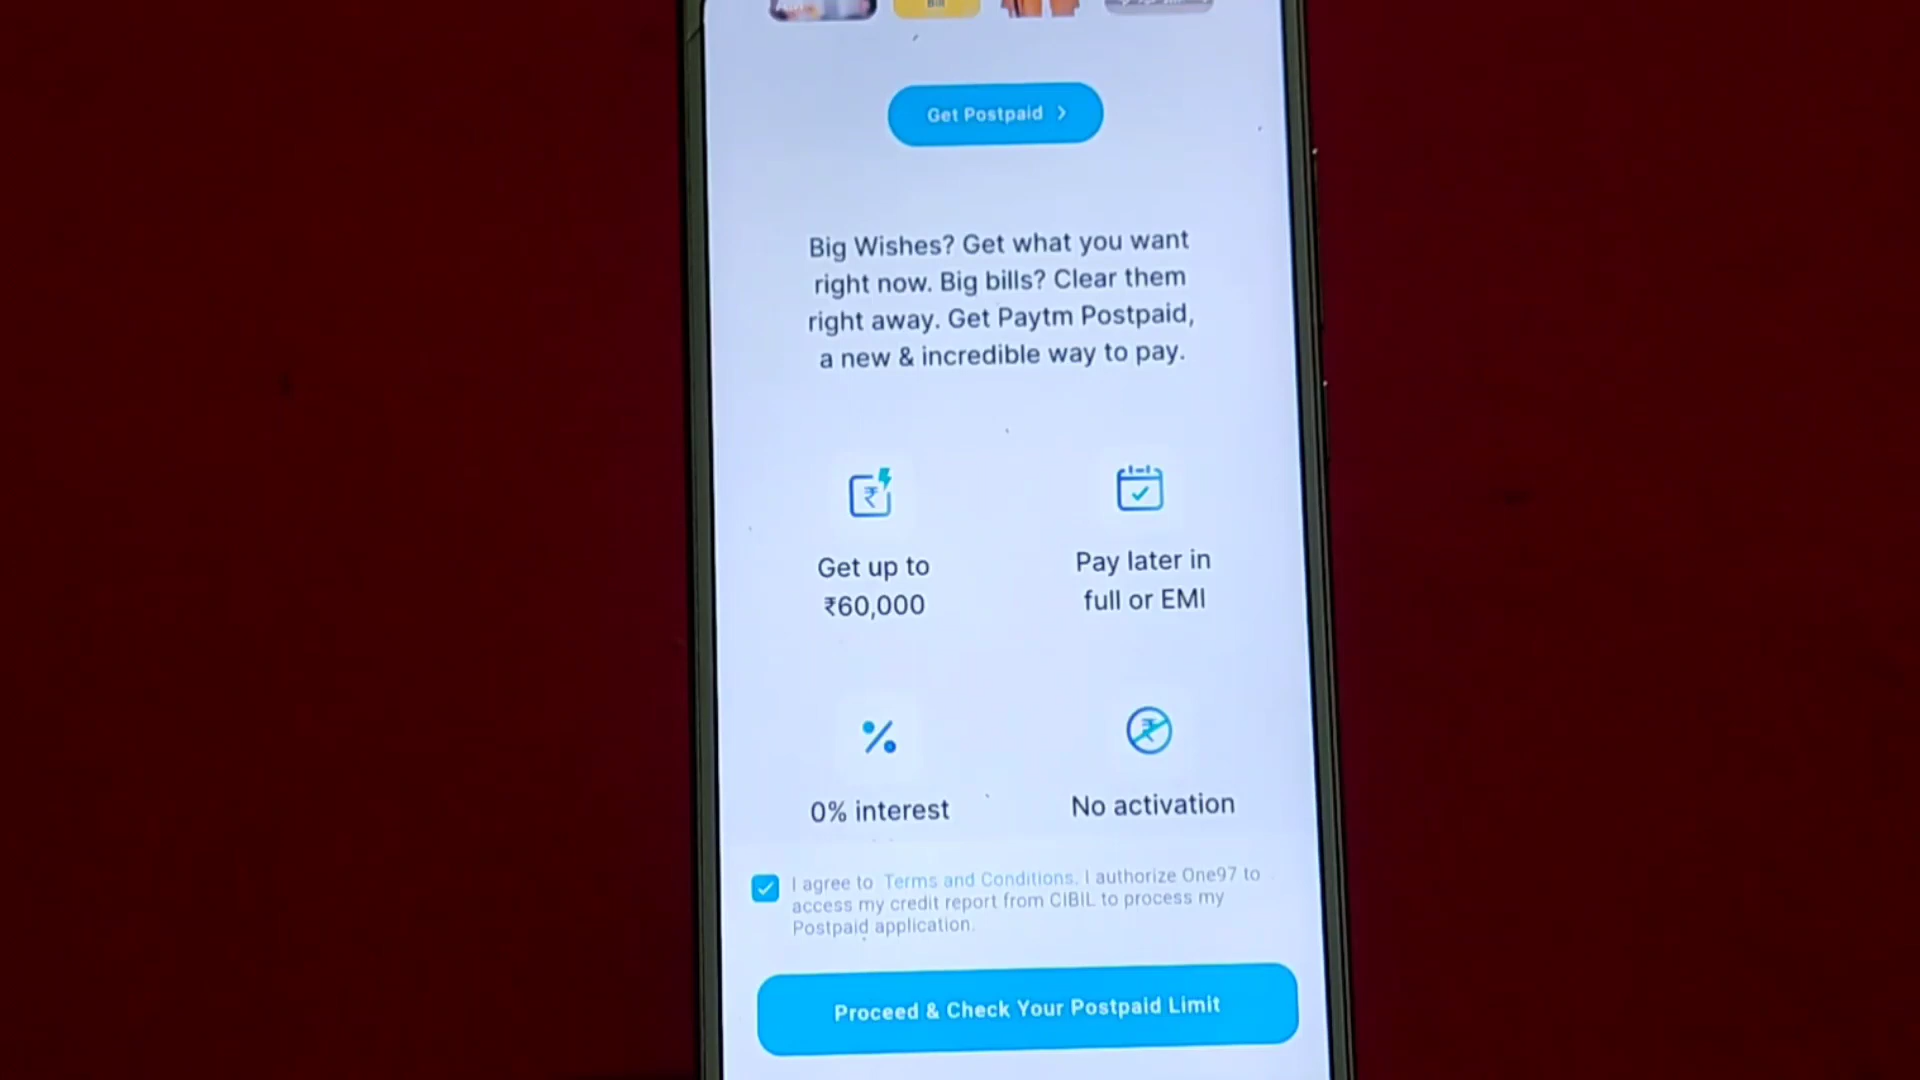 Bill
Get Postpaid >
Big Wishes? Get what you want
right now. Big bills? Clear them
right away. Get Paytm Postpaid,
a new & incredible way to pay.
Get up to
₹60,000
Pay later in
full or EMI
0% interest
No activation
I agree to Terms and Conditions. I authorize One97 to
access my credit report from CIBIL to process my
Postpaid application.
Proceed & Check Your Postpaid Limit